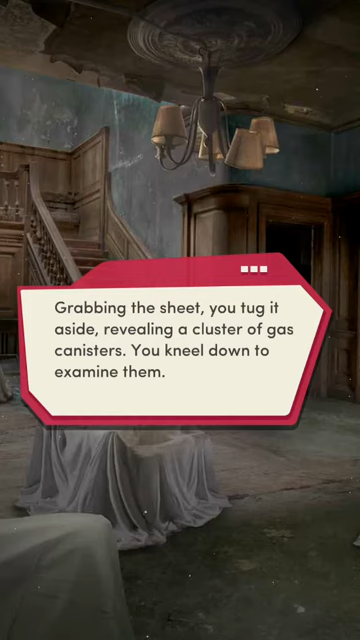 Grabbing the sheet, you tug it
aside, revealing a cluster of gas
canisters. You kneel down to
examine them.